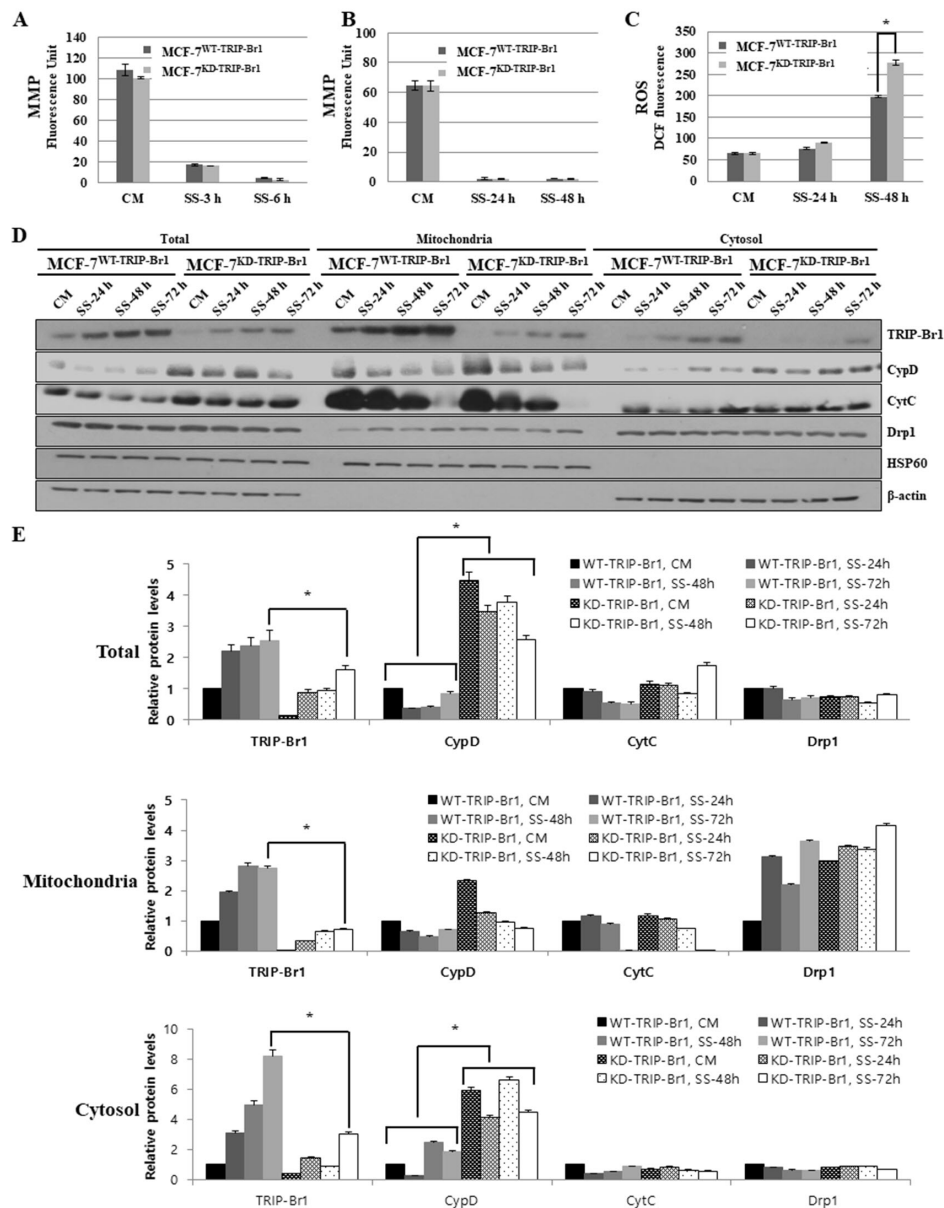 A
MMP
Fluorescence Unit
140
120
100
80
60
40
20
0
MCF-7WT-TRIP-Br1
MCF-7KD-TRIP-Br1
CM
SS-3 h
SS-6 h
B
MMP
Fluorescence Unit
100
80
60
40
20
0
MCF-7WT-TRIP-Br1
MCF-7KD-TRIP-Br1
CM
SS-24 h
SS-48 h
C
ROS
DCF fluorescence
350
300
250
200
150
100
50
0
MCF-7WT-TRIP-Br1
MCF-7KD-TRIP-Br1
*
CM
SS-24 h
SS-48 h
D
Total
Mitochondria
Cytosol
MCF-7WT-TRIP-Br1
MCF-7KD-TRIP-Br1
MCF-7WT-TRIP-Br1
MCF-7KD-TRIP-Br1
MCF-7WT-TRIP-Br1
MCF-7KD-TRIP-Br1
CM SS-24 h SS-48 h SS-72 h
CM SS-24 h SS-48 h SS-72 h
CM SS-24 h SS-48 h SS-72 h
CM SS-24 h SS-48 h SS-72 h
CM SS-24 h SS-48 h SS-72 h
CM SS-24 h SS-48 h SS-72 h
TRIP-Br1
CypD
CytC
Drp1
HSP60
β-actin
E
Total
Relative protein levels
5
4
3
2
1
0
*
*
WT-TRIP-Br1, CM
WT-TRIP-Br1, SS-24h
WT-TRIP-Br1, SS-48h
WT-TRIP-Br1, SS-72h
KD-TRIP-Br1, CM
KD-TRIP-Br1, SS-24h
KD-TRIP-Br1, SS-48h
KD-TRIP-Br1, SS-72h
TRIP-Br1
CypD
CytC
Drp1
Mitochondria
Relative protein levels
5
4
3
2
1
0
*
WT-TRIP-Br1, CM
WT-TRIP-Br1, SS-24h
WT-TRIP-Br1, SS-48h
WT-TRIP-Br1, SS-72h
KD-TRIP-Br1, CM
KD-TRIP-Br1, SS-24h
KD-TRIP-Br1, SS-48h
KD-TRIP-Br1, SS-72h
TRIP-Br1
CypD
CytC
Drp1
Cytosol
Relative protein levels
10
8
6
4
2
0
*
*
WT-TRIP-Br1, CM
WT-TRIP-Br1, SS-24h
WT-TRIP-Br1, SS-48h
WT-TRIP-Br1, SS-72h
KD-TRIP-Br1, CM
KD-TRIP-Br1, SS-24h
KD-TRIP-Br1, SS-48h
KD-TRIP-Br1, SS-72h
TRIP-Br1
CypD
CytC
Drp1